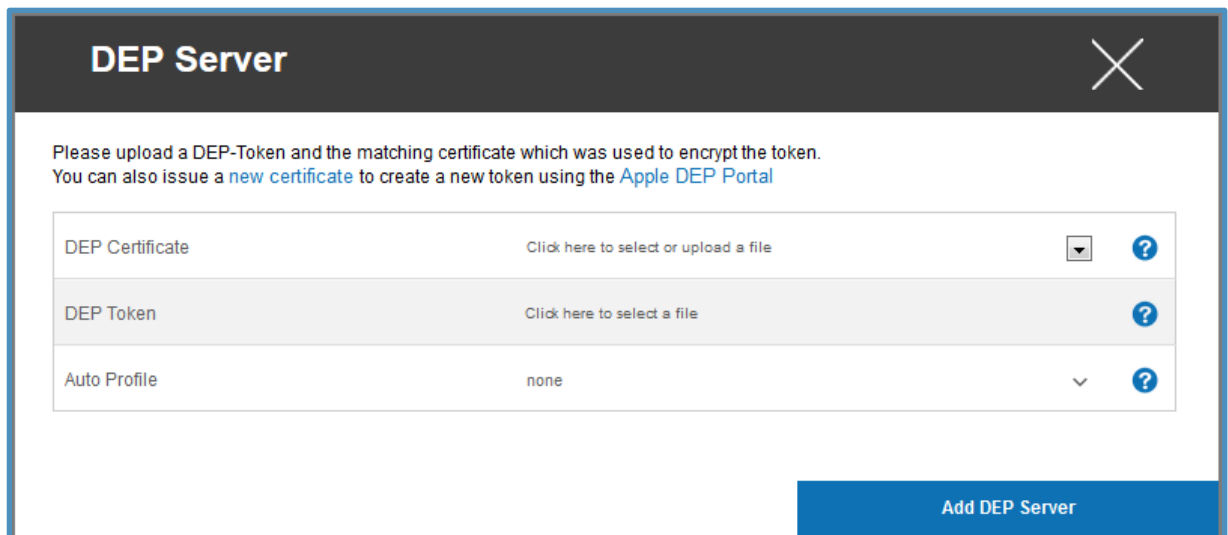 DEP Server
Please upload a DEP-Token and the matching certificate which was used to encrypt the token.
You can also issue a new certificate to create a new token using the Apple DEP Portal
DEP Certificate Click here to select or upload a file ?
DEP Token Click here to select a file ?
Auto Profile none ?
Add DEP Server